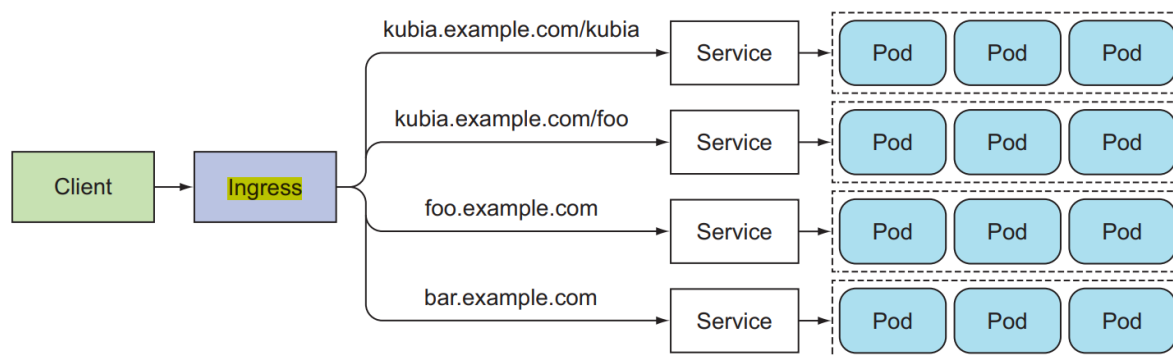 kubia.example.com/kubia
Service
Pod Pod Pod
kubia.example.com/foo
Service
Pod Pod Pod
Client
Ingress
foo.example.com
Service
Pod Pod Pod
bar.example.com
Service
Pod Pod Pod